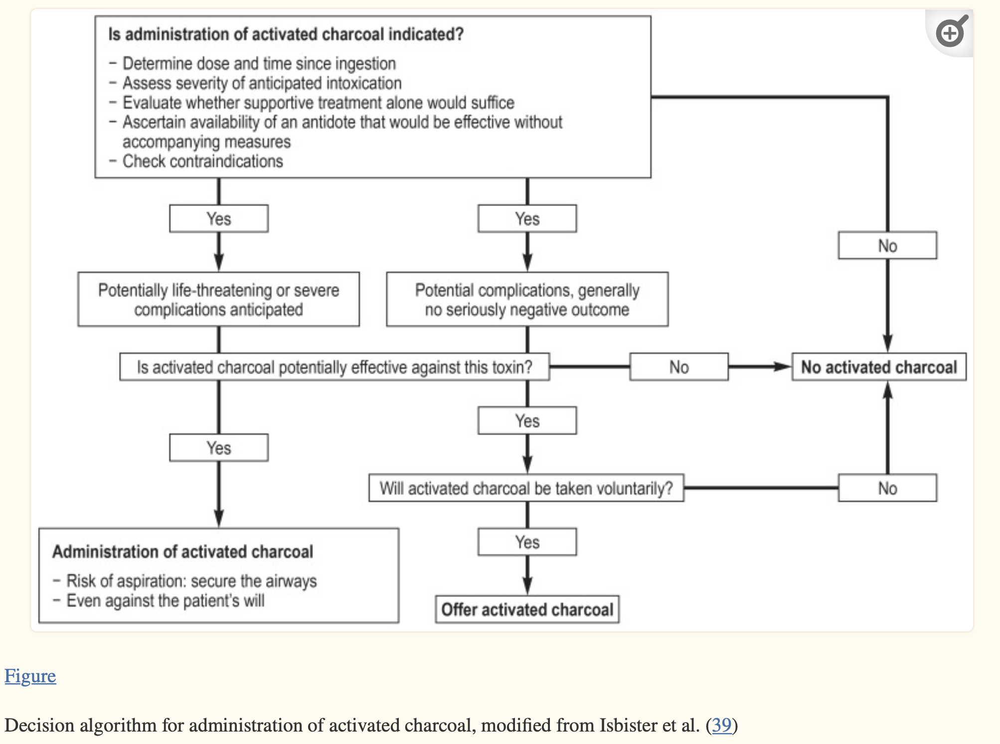 Is administration of activated charcoal indicated?
– Determine dose and time since ingestion
– Assess severity of anticipated intoxication
– Evaluate whether supportive treatment alone would suffice
– Ascertain availability of an antidote that would be effective without
accompanying measures
– Check contraindications
Yes
Yes
No
Potentially life-threatening or severe
complications anticipated
Potential complications, generally
no seriously negative outcome
Is activated charcoal potentially effective against this toxin?
No
No activated charcoal
Yes
Yes
Will activated charcoal be taken voluntarily?
No
Administration of activated charcoal
– Risk of aspiration: secure the airways
– Even against the patient's will
Yes
Offer activated charcoal
Figure
Decision algorithm for administration of activated charcoal, modified from Isbister et al. (39)